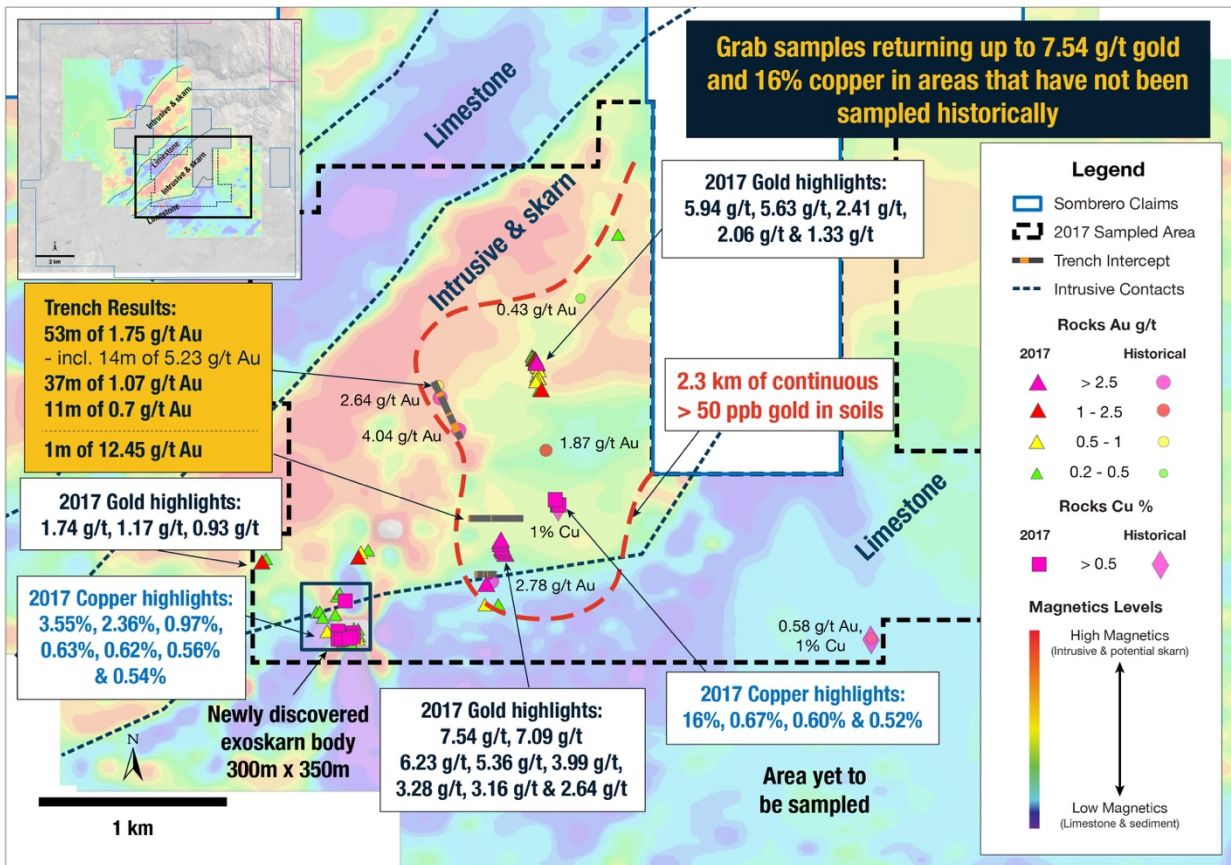 Grab samples returning up to 7.54 g/t gold
and 16% copper in areas that have not been
sampled historically
Intrusive & skarn
Limestone
Intrusive & skarn
Limestone
N
2 km
Limestone
Intrusive & skarn
Limestone
2017 Gold highlights:
5.94 g/t, 5.63 g/t, 2.41 g/t,
2.06 g/t & 1.33 g/t
Trench Results:
53m of 1.75 g/t Au
- incl. 14m of 5.23 g/t Au
37m of 1.07 g/t Au
11m of 0.7 g/t Au
1m of 12.45 g/t Au
0.43 g/t Au
2.64 g/t Au
4.04 g/t Au
1.87 g/t Au
2.3 km of continuous
> 50 ppb gold in soils
1% Cu
2.78 g/t Au
0.58 g/t Au,
1% Cu
2017 Gold highlights:
1.74 g/t, 1.17 g/t, 0.93 g/t
2017 Copper highlights:
3.55%, 2.36%, 0.97%,
0.63%, 0.62%, 0.56%
& 0.54%
Newly discovered
exoskarn body
300m x 350m
2017 Gold highlights:
7.54 g/t, 7.09 g/t
6.23 g/t, 5.36 g/t, 3.99 g/t,
3.28 g/t, 3.16 g/t & 2.64 g/t
2017 Copper highlights:
16%, 0.67%, 0.60% & 0.52%
Area yet to
be sampled
N
1 km
Legend
Sombrero Claims
2017 Sampled Area
Trench Intercept
Intrusive Contacts
Rocks Au g/t
2017 Historical
> 2.5
1 - 2.5
0.5 - 1
0.2 - 0.5
Rocks Cu %
2017 Historical
> 0.5
Magnetics Levels
High Magnetics
(Intrusive & potential skarn)
Low Magnetics
(Limestone & sediment)